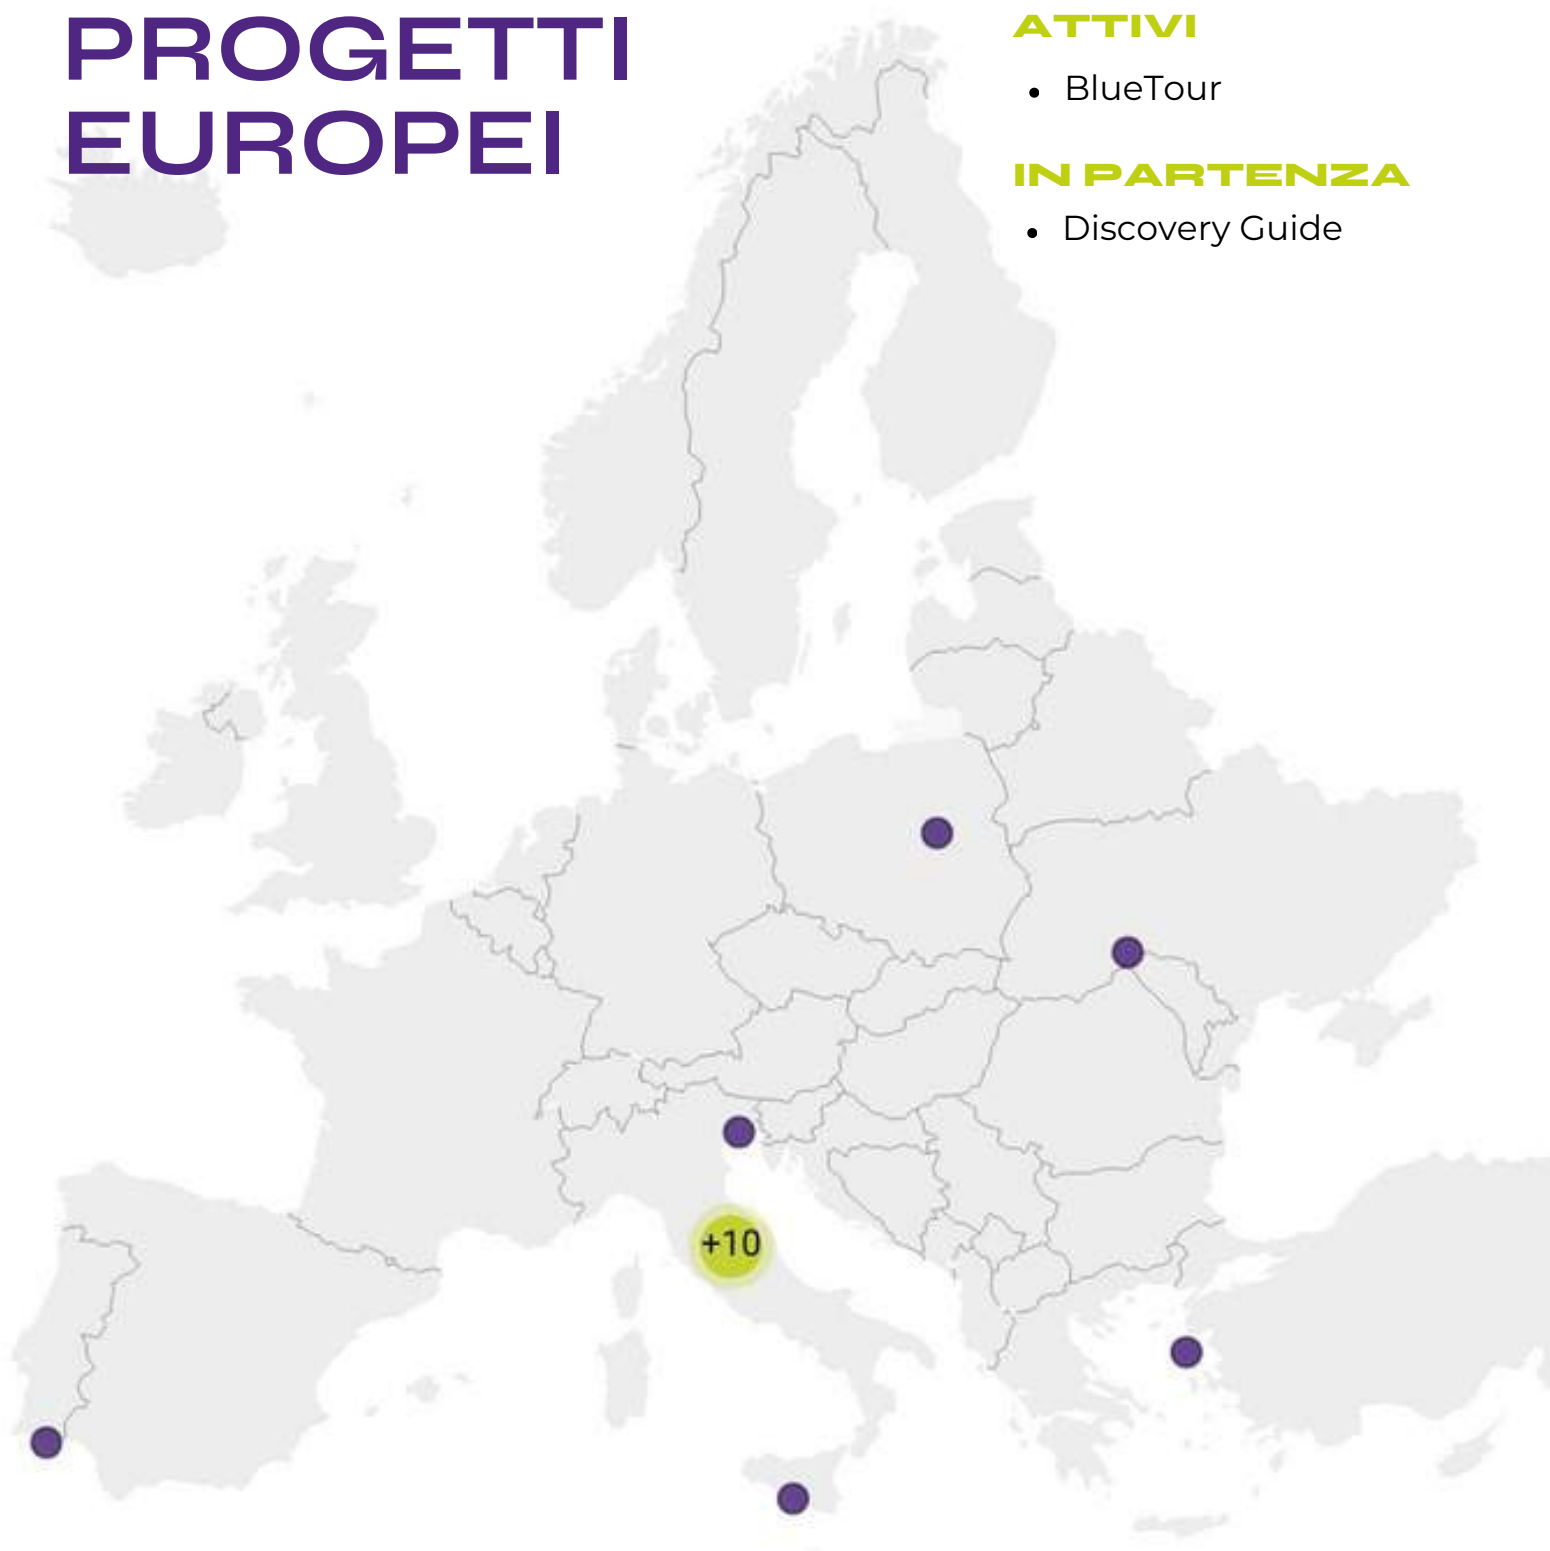 PROGETTI
EUROPEI
ATTIVI
• BlueTour
IN PARTENZA
• Discovery Guide
+10